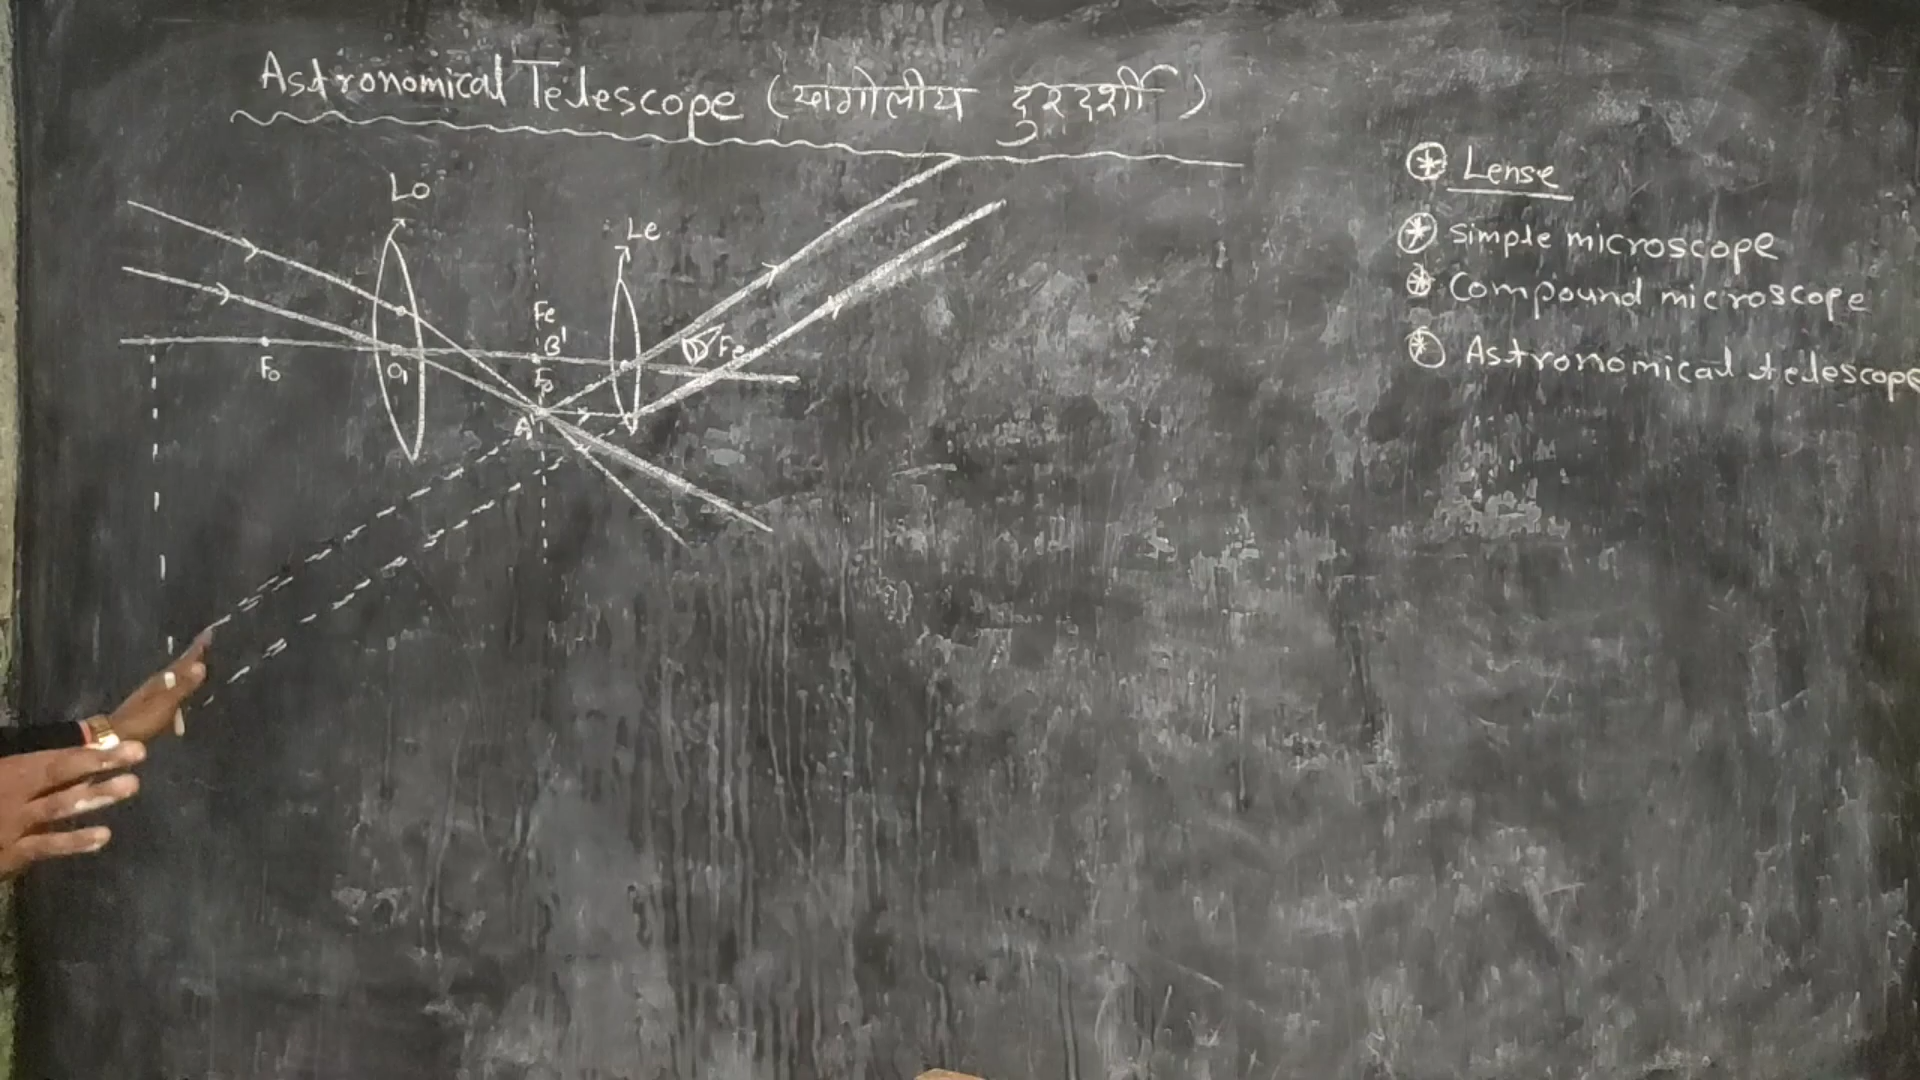 Astronomical Telescope (खगोलीय दुरदर्शी)
Lo
Le
Fe
B'
Fo
O1
Fo
Fe
A'
Lense
simple microscope
Compound microscope
Astronomical telescope